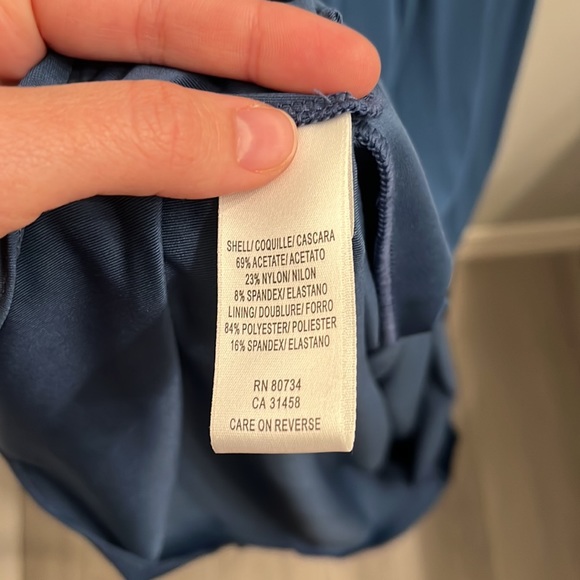 SHELL/ COQUILLE/ CASCARA
69% ACETATE/ ACETATO
23% NYLON/ NILON
8% SPANDEX/ ELASTANO
LINING/ DOUBLURE/ FORRO
84% POLYESTER/ POLIESTER
16% SPANDEX/ ELASTANO
RN 80734
CA 31458
CARE ON REVERSE